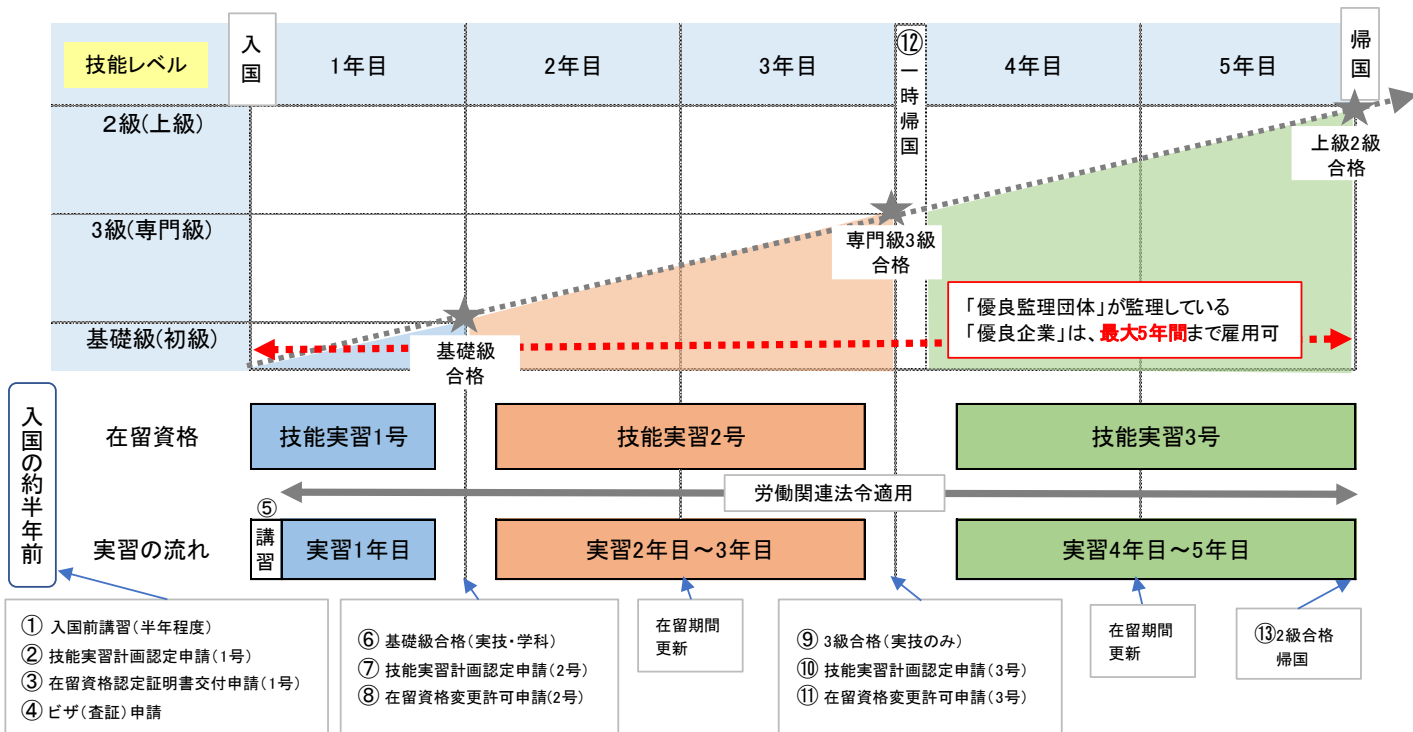 技能レベル
入国
1年目
2年目
3年目
⑫一時帰国
4年目
5年目
帰国
2級(上級)
3級(専門級)
基礎級(初級)
基礎級
合格
専門級3級
合格
上級2級
合格
「優良監理団体」が監理している
「優良企業」は、最大5年間まで雇用可
入国の約半年前
在留資格
技能実習1号
技能実習2号
技能実習3号
労働関連法令適用
実習の流れ
⑤
講習
実習1年目
実習2年目～3年目
実習4年目～5年目
① 入国前講習(半年程度)
② 技能実習計画認定申請(1号)
③ 在留資格認定証明書交付申請(1号)
④ ビザ(査証)申請
⑥ 基礎級合格(実技・学科)
⑦ 技能実習計画認定申請(2号)
⑧ 在留資格変更許可申請(2号)
在留期間
更新
⑨ 3級合格(実技のみ)
⑩ 技能実習計画認定申請(3号)
⑪ 在留資格変更許可申請(3号)
在留期間
更新
⑬2級合格
帰国